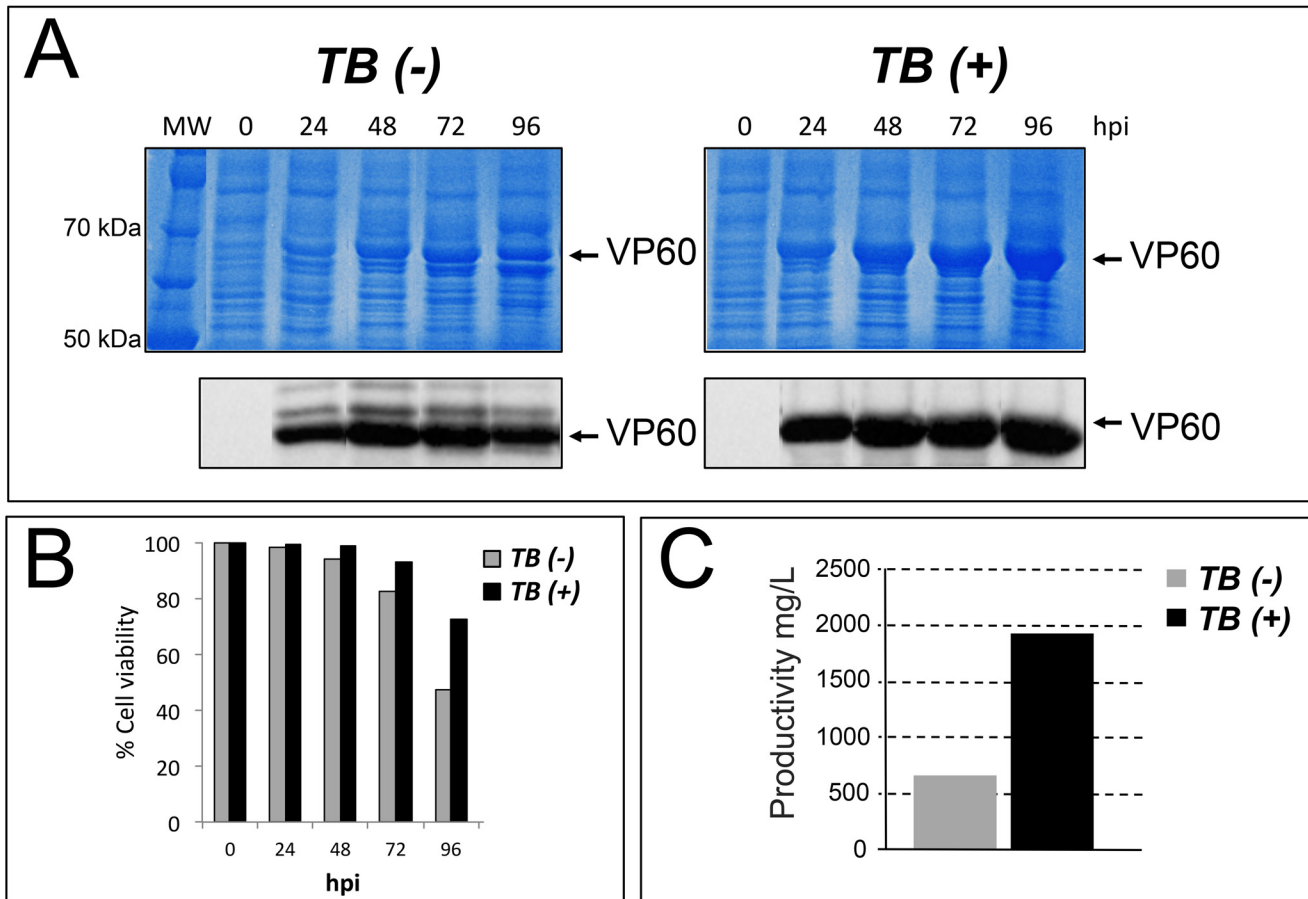 A
TB (-)
TB (+)
MW 0 24 48 72 96
0 24 48 72 96 hpi
70 kDa
VP60
VP60
50 kDa
VP60
VP60
B
% Cell viability
100
80
60
40
20
0
0 24 48 72 96
hpi
TB (-)
TB (+)
C
Productivity mg/L
2500
2000
1500
1000
500
0
TB (-)
TB (+)